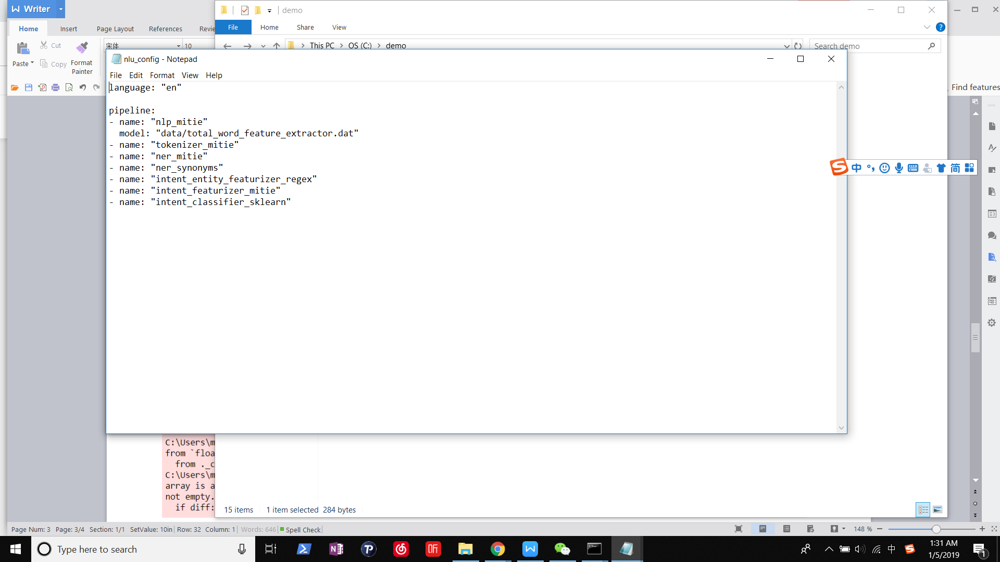 Writer
demo
Home Insert Page Layout References Revie
File Home Share View
Cut
宋体 10
This PC OS (C:) demo
Search demo
Paste Copy Format
Painter
nlu_config - Notepad
File Edit Format View Help
Find features
language: "en"
pipeline:
- name: "nlp_mitie"
model: "data/total_word_feature_extractor.dat"
- name: "tokenizer_mitie"
- name: "ner_mitie"
- name: "ner_synonyms"
中 简
- name: "intent_entity_featurizer_regex"
- name: "intent_featurizer_mitie"
- name: "intent_classifier_sklearn"
C:\Users\m
from `floa
from ._c
C:\Users\m
array is a
not empty.
if diff:
15 items 1 item selected 284 bytes
Page Num: 3 Page: 3/4 Section: 1/1 SetValue: 10in Row: 32 Column: 1 Words: 646 Spell Check 148 %
Type here to search
中
1:31 AM
1/5/2019
1